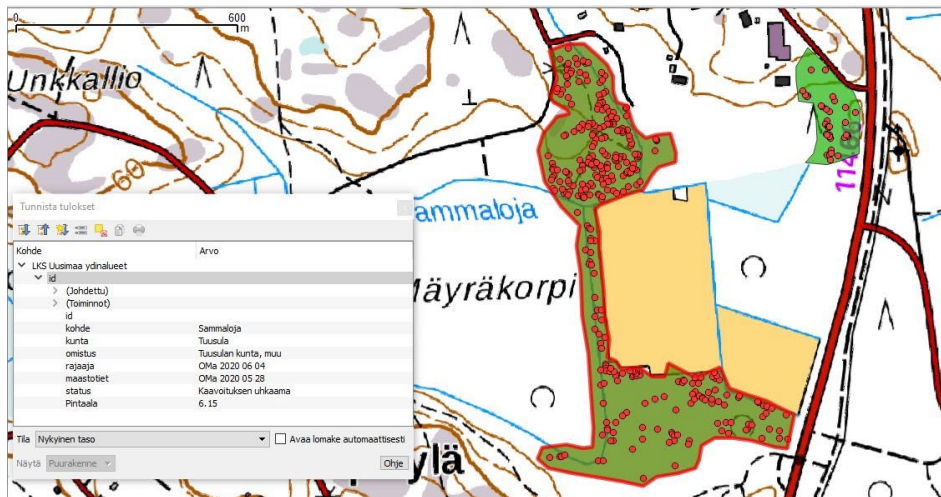 0
600
m
Unkkallio
60
Tunnista tulokset
Kohde Arvo
LKS Uusimaa ydinalueet
id
(Johdettu)
(Toiminnot)
id
kohde Sammaloja
kunta Tuusula
omistus Tuusulan kunta, muu
rajaaja OMa 2020 06 04
maastotiet OMa 2020 05 28
status Kaavoituksen uhkaama
Pintaala 6.15
Tila Nykyinen taso Avaa lomake automaattisesti
Näytä Puurakenne Ohje
ammaloja
Mäyräkorpi
ylä